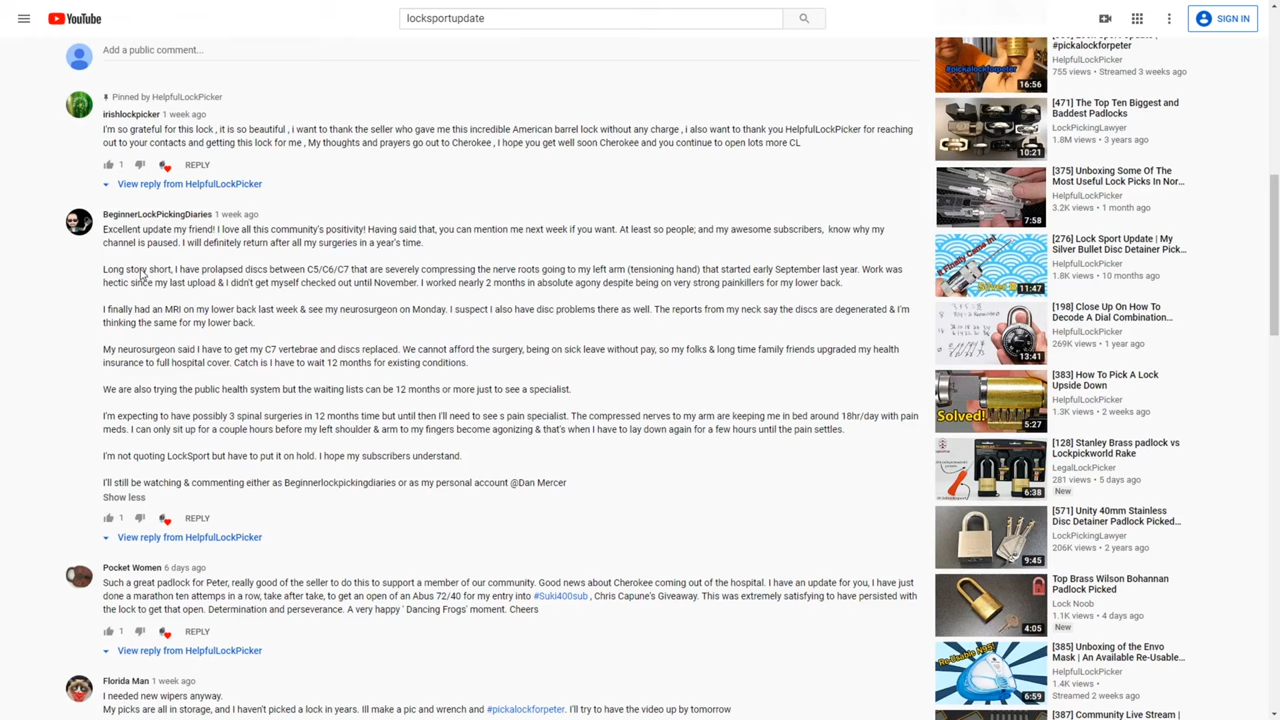 YouTube
locksportupdate
SIGN IN
Add a public comment...
Pinned by HelpfulLockPicker
irishlockpicker 1 week ago
I'm so grateful for this lock , it is so beautiful , i want to thank the seller who gave me this incredible American barrel lock without any charge , i also want to thank you HelpfulLockPicker for reaching
out to your contacts and getting this lock for me , My thoughts and prayers go out to Cherokee , I hope you get well soon Cherokee and you continue to open lots more CL
1 REPLY
View reply from HelpfulLockPicker
BeginnerLockPickingDiaries 1 week ago
Excellent update my friend! I love all this community's positivity! Having said that, you can mention me next week if you want. At least so people; and my awesome subscribers, know why my
channel is paused. I will definitely return after all my surgeries in a year's time.
Long story short, I have prolapsed discs between C5/C6/C7 that are severely compressing the nerve roots going to my left arm (tensioning hand) that started early September last year. Work was
hectic since my last upload & I didn't get myself checked out until November. I worked nearly 2 months in absolute agony despite being on very strong painkillers for my lower back.
I finally had an MRI on my lower back last week & see my neurosurgeon on Monday. I suspect I also have disc problems there as well. The reports from my neck say the discs are degenerated & I'm
thinking the same for my lower back.
My neurosurgeon said I have to get my C7 vertebrae and discs replaced. We cannot afford the surgery, being on sick leave without pay, so my folks & long time family friends upgraded my health
insurance to full hospital cover. Catch is I have to wait 12 months for existing conditions.
We are also trying the public health system but the waiting lists can be 12 months or more just to see a specialist.
I'm expecting to have possibly 3 spinal surgeries in 12 months time but until then I'll need to see s pain specialist. The compressed nerves to my arm are keeping me in bed around 18hr/day with pain
meds. I can only sit up for a couple hours before my left shoulder & arm to my fingers become agonizing & that's when I have to lay down again for a few hours until the pain settles.
I'm not quoting LockSport but have to put it on hold. I hope my subscribers understand.
I'll still be watching & commenting either as Beginnerlockpickingdiaries or as my personal account @Dan Mercer
Show less
1 REPLY
View reply from HelpfulLockPicker
Pocket Women 6 days ago
Such a great padlock for Peter, really good of the seller to do this to support a member of our community. Good news about Cherokee coming out of the hospital. I have an update for you, I have just
done a marathon ten attemps in a row, take after take, to get an open of an Abus 72/40 for my entry into #Suki400sub , Chris Capune's Giveaway. This was extremely satisfying to have persisted with
the lock to get that open. Determination and perseverance. A very happy ' Dancing Frogs' moment. Cheers
1 REPLY
View reply from HelpfulLockPicker
Florida Man 1 week ago
I needed new wipers anyway.
My picks are all in storage, and I haven't picked a lock in years. Ill make a pic and wrench and #pickalockforpeter. I'll try to have the video up by tomorrow
#pickalockforpeter
16:56
#pickalockforpeter
HelpfulLockPicker
755 views • Streamed 3 weeks ago
10:21
[471] The Top Ten Biggest and
Baddest Padlocks
LockPickingLawyer
1.8M views • 3 years ago
7:58
[375] Unboxing Some Of The
Most Useful Lock Picks In Nor...
HelpfulLockPicker
3.2K views • 1 month ago
It Finally Came In!
11:47
[276] Lock Sport Update | My
Silver Bullet Disc Detainer Pick...
HelpfulLockPicker
1.8K views • 10 months ago
13:41
[198] Close Up On How To
Decode A Dial Combination...
HelpfulLockPicker
269K views • 1 year ago
Solved!
5:27
[383] How To Pick A Lock
Upside Down
HelpfulLockPicker
1.3K views • 2 weeks ago
6:38
[128] Stanley Brass padlock vs
Lockpickworld Rake
LegalLockPicker
281 views • 5 days ago
New
9:45
[571] Unity 40mm Stainless
Disc Detainer Padlock Picked...
LockPickingLawyer
206K views • 2 years ago
4:05
Top Brass Wilson Bohannan
Padlock Picked
Lock Noob
1.1K views • 4 days ago
New
Re-Usable N95!
6:59
[385] Unboxing of the Envo
Mask | An Available Re-Usable...
HelpfulLockPicker
1.4K views •
Streamed 2 weeks ago
[387] Community Live Stream |